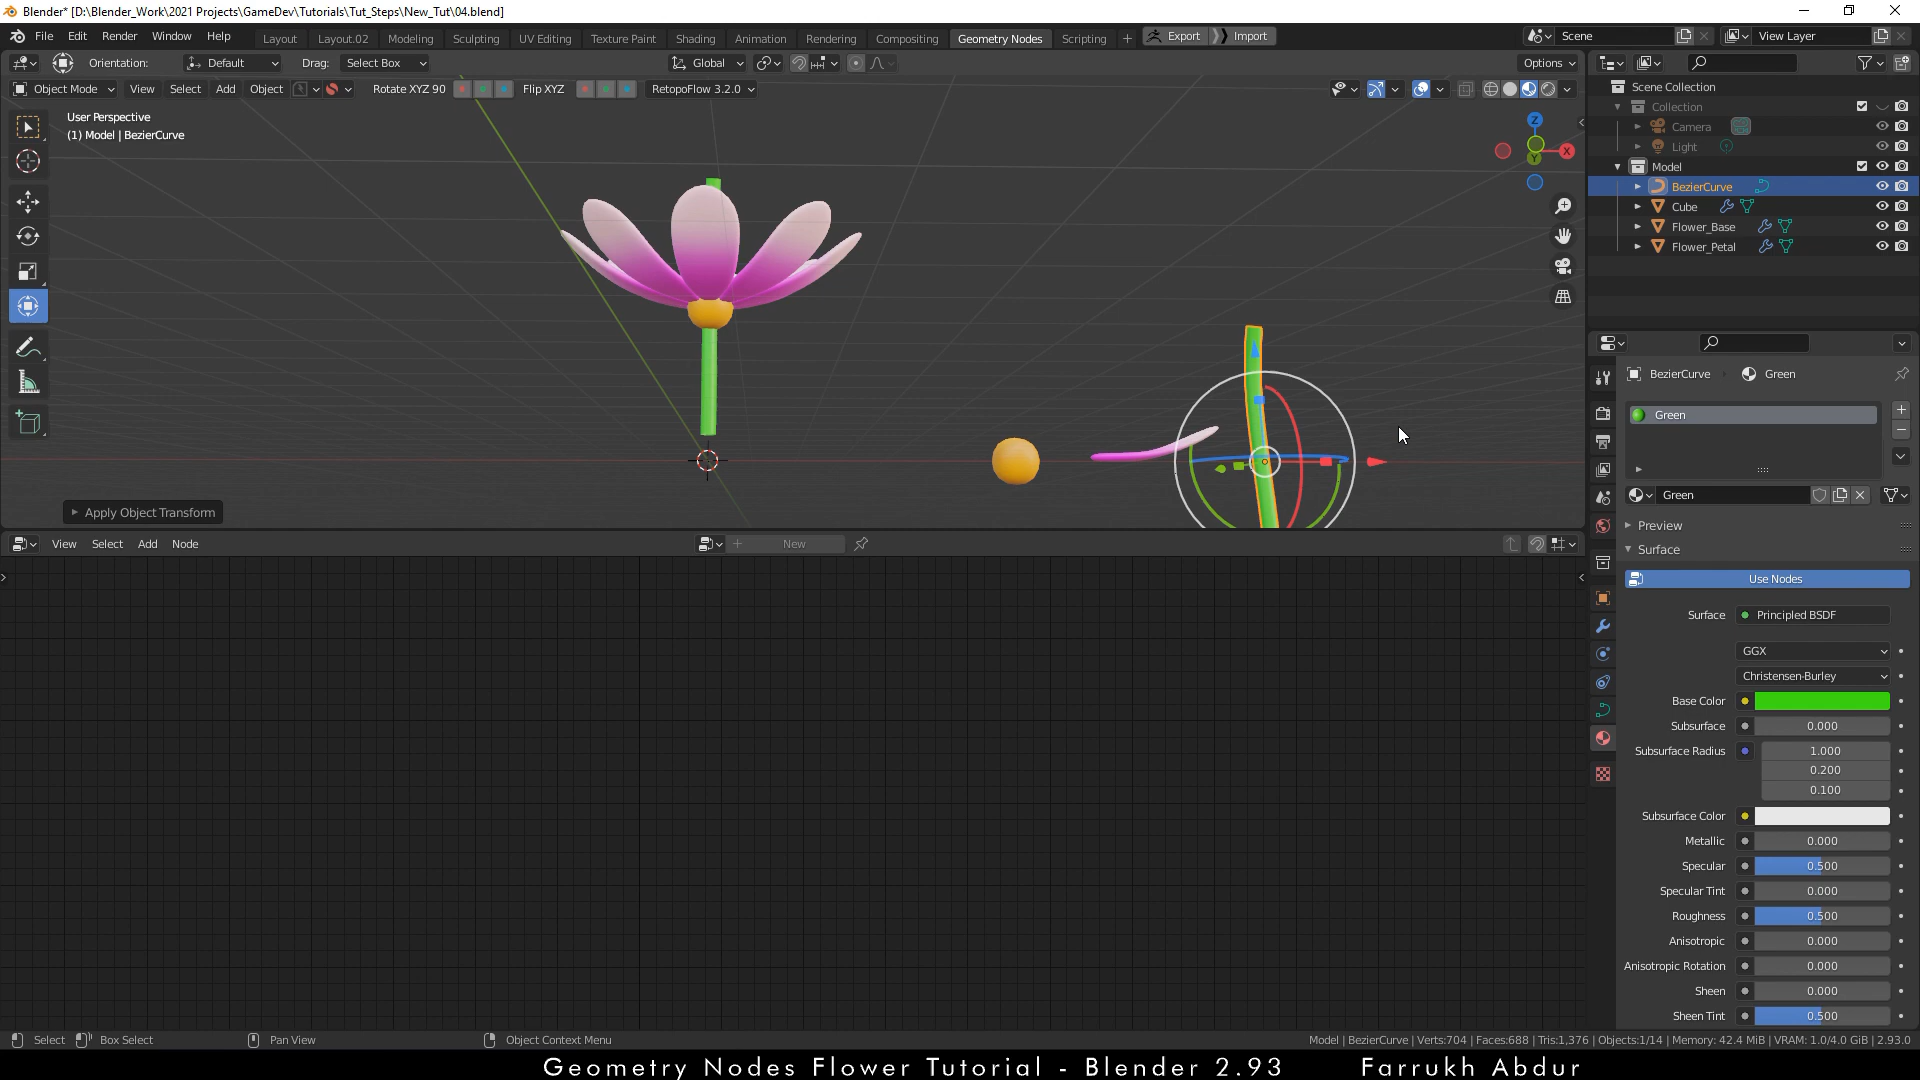 Blender* [D:\Blender_Work\2021 Projects\GameDev\Tutorials\Tut_Steps\New_Tut\04.blend]
File Edit Render Window Help Layout Layout.02 Modeling Sculpting UV Editing Texture Paint Shading Animation Rendering Compositing Geometry Nodes Scripting + Export Import Scene View Layer
Orientation: Default Drag: Select Box Global Options
Object Mode View Select Add Object Rotate XYZ 90 Flip XYZ RetopoFlow 3.2.0
User Perspective
(1) Model | BezierCurve
Z
X
Y
Apply Object Transform
Scene Collection
Collection
Camera
Light
Model
BezierCurve
Cube
Flower_Base
Flower_Petal
BezierCurve Green
Green
Green
Preview
Surface
Use Nodes
Surface Principled BSDF
GGX
Christensen-Burley
Base Color
Subsurface 0.000
Subsurface Radius 1.000
0.200
0.100
Subsurface Color
Metallic 0.000
Specular 0.500
Specular Tint 0.000
Roughness 0.500
Anisotropic 0.000
Anisotropic Rotation 0.000
Sheen 0.000
Sheen Tint 0.500
View Select Add Node New
Select Box Select Pan View Object Context Menu Model | BezierCurve | Verts:704 | Faces:688 | Tris:1,376 | Objects:1/14 | Memory: 42.4 MiB | VRAM: 1.0/4.0 GiB | 2.93.0
Geometry Nodes Flower Tutorial - Blender 2.93 Farrukh Abdur